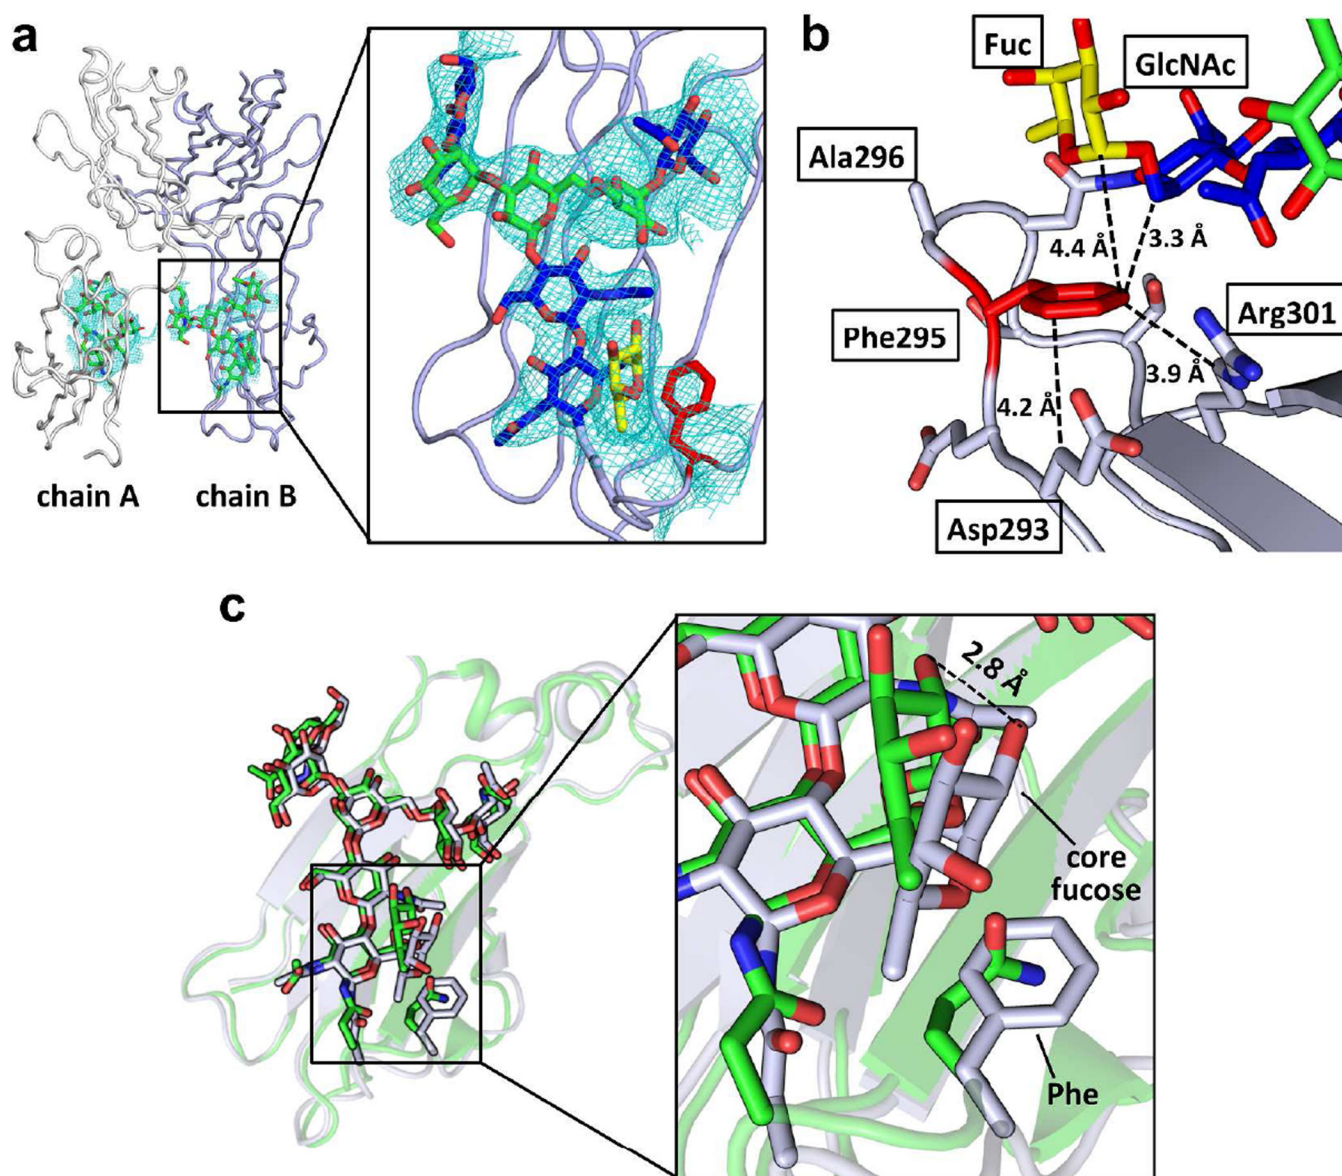 a
chain A
chain B
b
Fuc
GlcNAc
Ala296
4.4 Å
3.3 Å
Phe295
Arg301
3.9 Å
4.2 Å
Asp293
c
2.8 Å
core
fucose
Phe